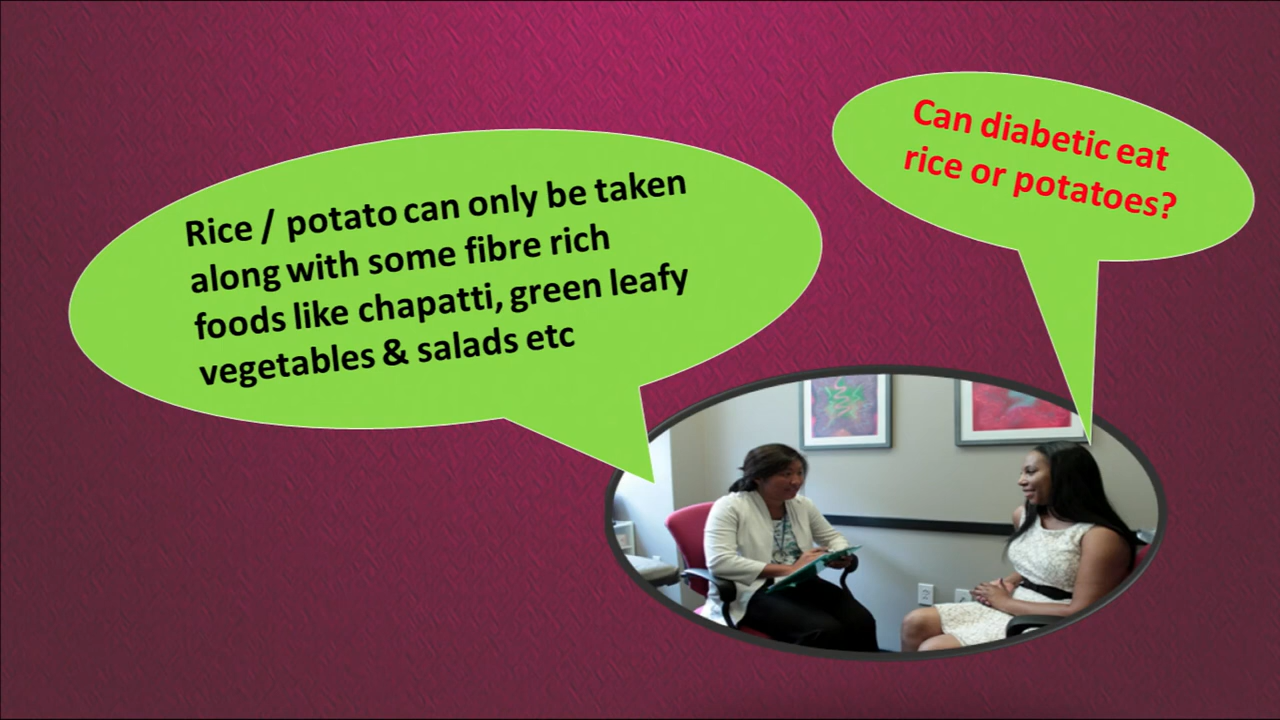 Can diabetic eat
rice or potatoes?
Rice / potato can only be taken
along with some fibre rich
foods like chapatti, green leafy
vegetables & salads etc